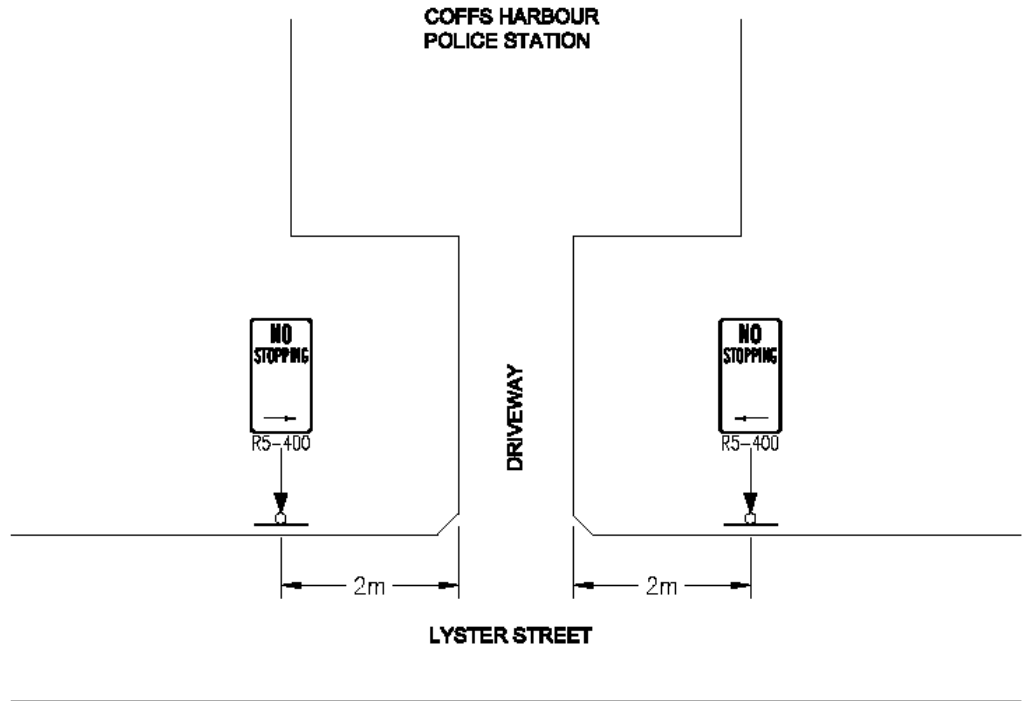 COFFS HARBOUR
POLICE STATION
NO
STOPPING
R5-400
NO
STOPPING
R5-400
DRIVEWAY
2m
2m
LYSTER STREET